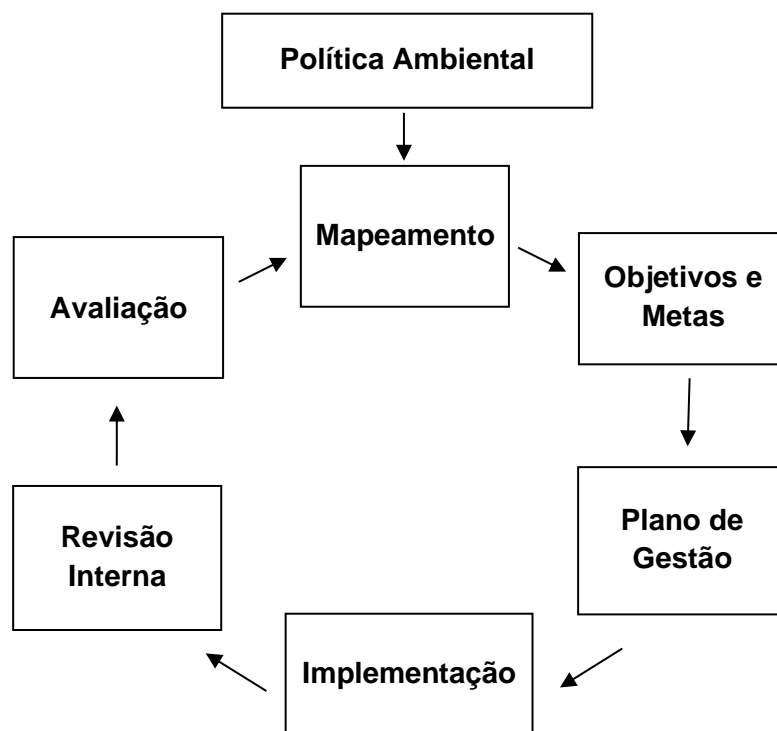 Política Ambiental
Mapeamento
Objetivos e
Metas
Plano de
Gestão
Implementação
Revisão
Interna
Avaliação